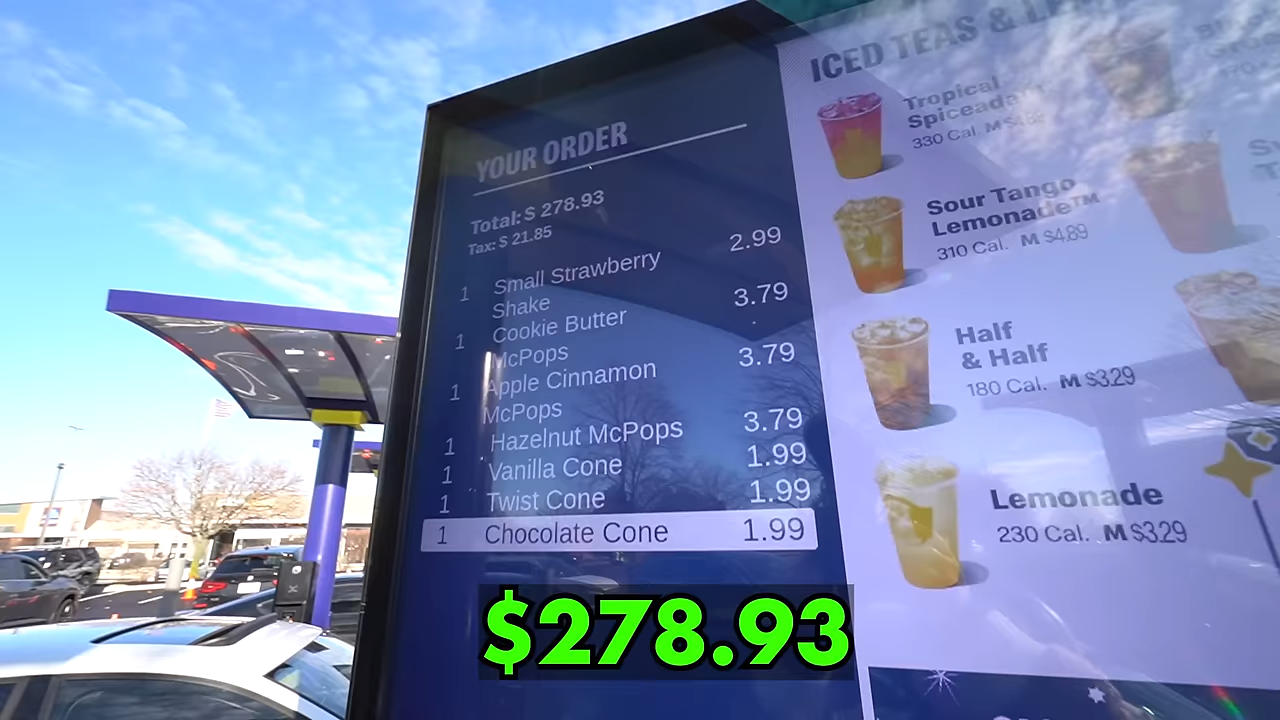 YOUR ORDER
Total: $ 278.93
Tax: $ 21.85
1 Small Strawberry Shake 2.99
1 Cookie Butter McPops 3.79
1 Apple Cinnamon McPops 3.79
1 Hazelnut McPops 3.79
1 Vanilla Cone 1.99
1 Twist Cone 1.99
1 Chocolate Cone 1.99
$278.93
ICED TEAS &
Tropical
330 Cal. M
Sour Tango
Lemonade™
310 Cal. M $4.89
Half
& Half
180 Cal. M $3.29
Lemonade
230 Cal. M $3.29